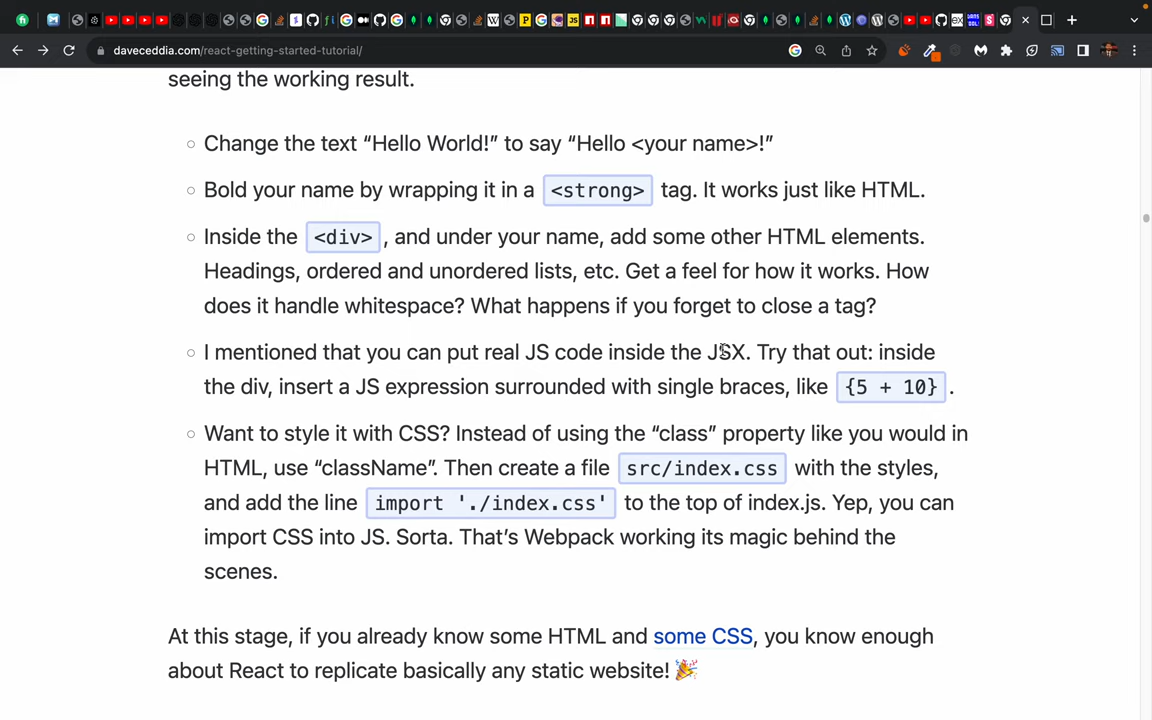 daveceddia.com/react-getting-started-tutorial/
seeing the working result.
Change the text “Hello World!” to say “Hello <your name>!”
Bold your name by wrapping it in a <strong> tag. It works just like HTML.
Inside the <div> , and under your name, add some other HTML elements.
Headings, ordered and unordered lists, etc. Get a feel for how it works. How
does it handle whitespace? What happens if you forget to close a tag?
I mentioned that you can put real JS code inside the JSX. Try that out: inside
the div, insert a JS expression surrounded with single braces, like {5 + 10} .
Want to style it with CSS? Instead of using the “class” property like you would in
HTML, use “className”. Then create a file src/index.css with the styles,
and add the line import './index.css' to the top of index.js. Yep, you can
import CSS into JS. Sorta. That’s Webpack working its magic behind the
scenes.
At this stage, if you already know some HTML and some CSS, you know enough
about React to replicate basically any static website! 🎉